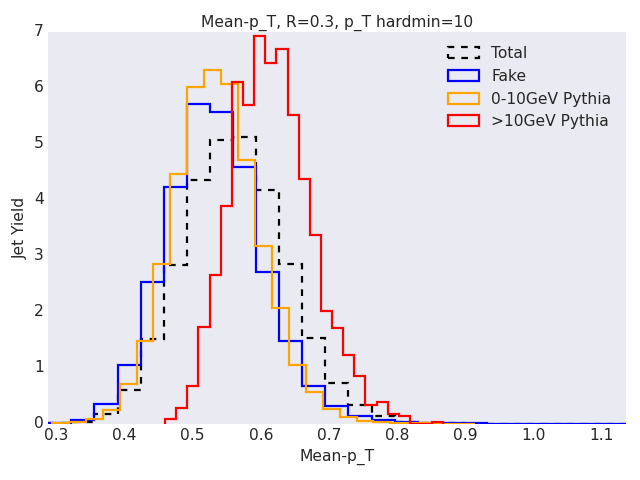 Mean-p_T, R=0.3, p_T hardmin=10
Total
Fake
0-10GeV Pythia
>10GeV Pythia
Jet Yield
7
6
5
4
3
2
1
0
0.3 0.4 0.5 0.6 0.7 0.8 0.9 1.0 1.1
Mean-p_T